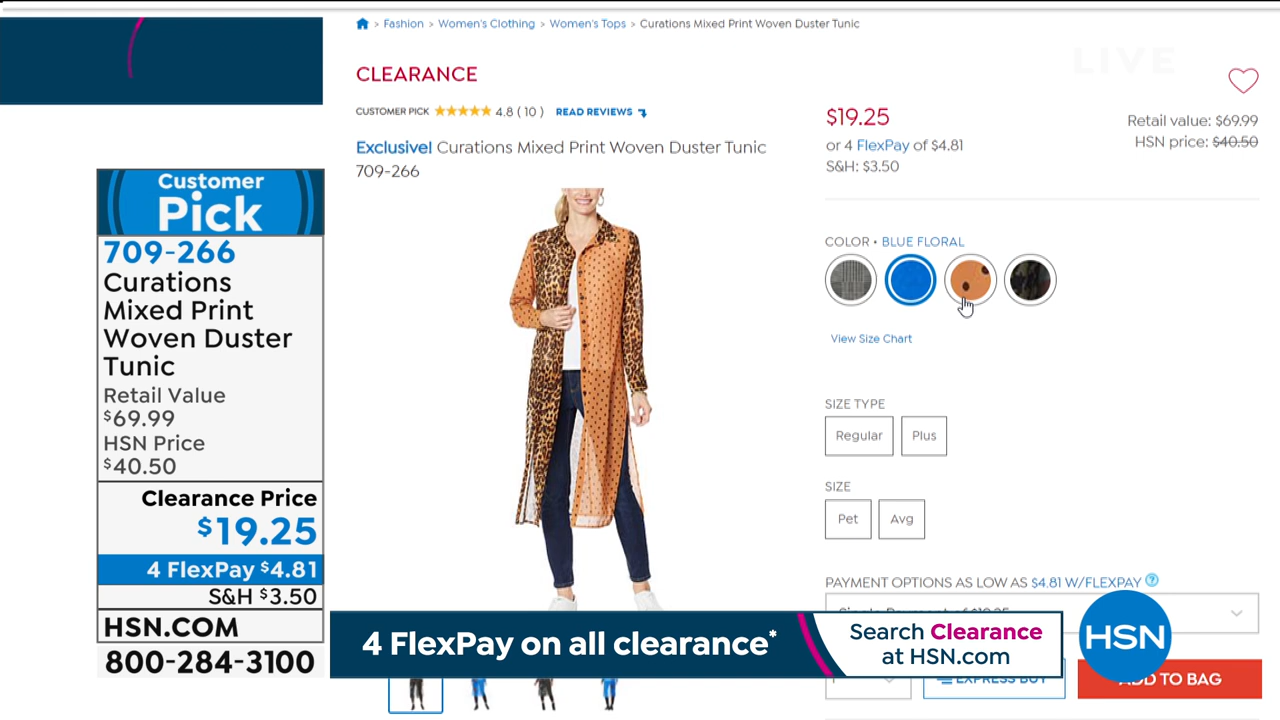 > Fashion > Women's Clothing > Women's Tops > Curations Mixed Print Woven Duster Tunic
LIVE
CLEARANCE
CUSTOMER PICK 4.8 (10) READ REVIEWS
Exclusive! Curations Mixed Print Woven Duster Tunic
709-266
$19.25
or 4 FlexPay of $4.81
S&H: $3.50
Retail value: $69.99
HSN price: $40.50
COLOR • BLUE FLORAL
View Size Chart
SIZE TYPE
Regular Plus
SIZE
Pet Avg
PAYMENT OPTIONS AS LOW AS $4.81 W/FLEXPAY ?
EXPRESS BUY
ADD TO BAG
Customer
Pick
709-266
Curations
Mixed Print
Woven Duster
Tunic
Retail Value
$69.99
HSN Price
$40.50
Clearance Price
$19.25
4 FlexPay $4.81
S&H $3.50
HSN.COM
800-284-3100
4 FlexPay on all clearance*
Search Clearance
at HSN.com
HSN